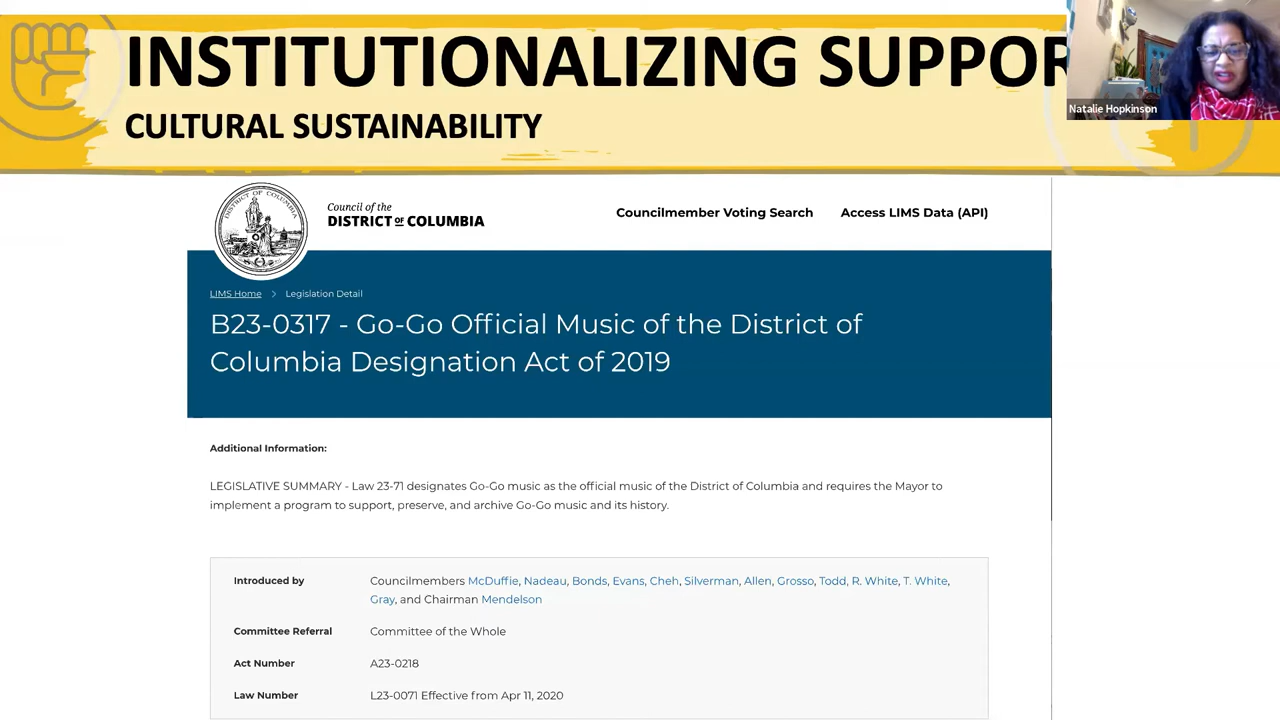 INSTITUTIONALIZING SUPPOR
CULTURAL SUSTAINABILITY
Natalie Hopkinson
DISTRICT OF COLUMBIA
Council of the
DISTRICT OF COLUMBIA
Councilmember Voting Search
Access LIMS Data (API)
LIMS Home > Legislation Detail
B23-0317 - Go-Go Official Music of the District of
Columbia Designation Act of 2019
Additional Information:
LEGISLATIVE SUMMARY - Law 23-71 designates Go-Go music as the official music of the District of Columbia and requires the Mayor to
implement a program to support, preserve, and archive Go-Go music and its history.
Introduced by
Councilmembers McDuffie, Nadeau, Bonds, Evans, Cheh, Silverman, Allen, Grosso, Todd, R. White, T. White,
Gray, and Chairman Mendelson
Committee Referral
Committee of the Whole
Act Number
A23-0218
Law Number
L23-0071 Effective from Apr 11, 2020